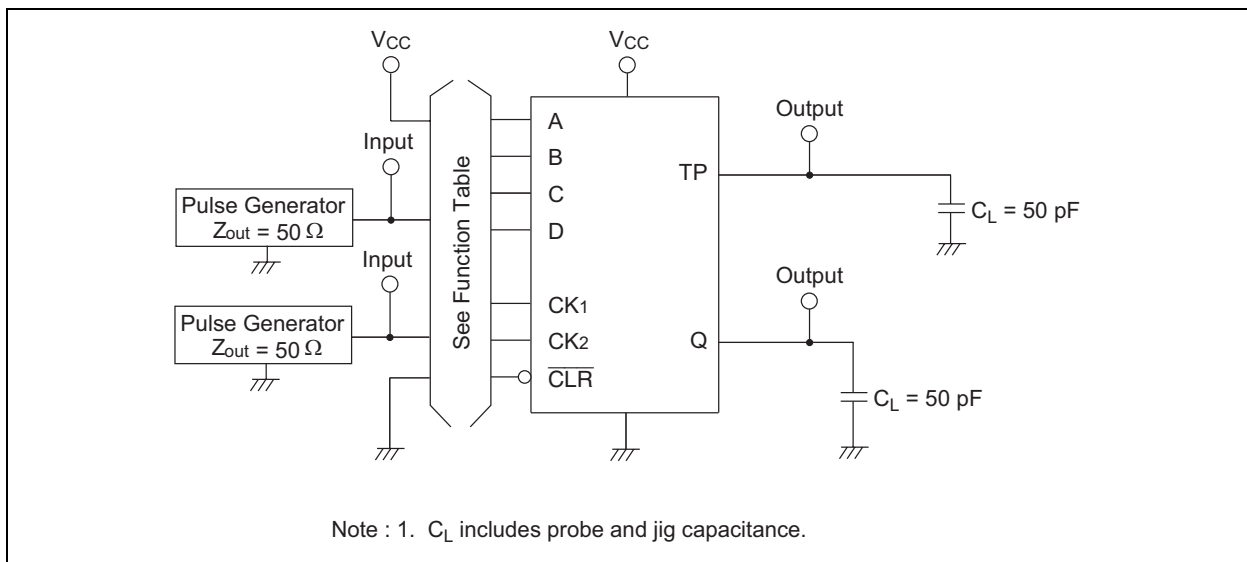 VCC
VCC
Output
Input
A
B
TP
C
Pulse Generator
Zout = 50 Ω
CL = 50 pF
D
Input
Output
See Function Table
CK1
Pulse Generator
Zout = 50 Ω
CK2
Q
CLR
CL = 50 pF
Note : 1. CL includes probe and jig capacitance.